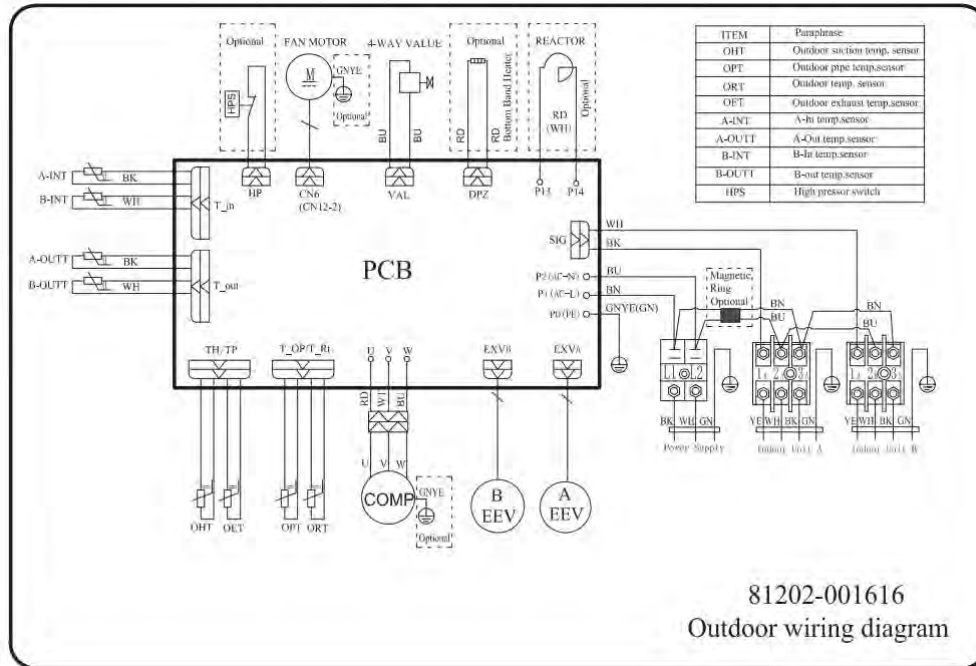 Optional
FAN MOTOR
4-WAY VALUE
Optional
REACTOR
M
GNYE
Optional
HPS
BU
BU
RD
RD
Bottom Band Heater
RD
(WH)
Optional
ITEM Paraphrase
OHT Outdoor suction temp. sensor
OPT Outdoor pipe temp.sensor
ORT Outdoor temp. sensor
OET Outdoor exhaust temp.sensor
A-INT A-In temp.sensor
A-OUTT A-Out temp.sensor
B-INT B-In temp.sensor
B-OUTT B-out temp.sensor
HPS High pressor switch
A-INT BK
B-INT WH
T_in
A-OUTT BK
B-OUTT WH
T_out
HP
CN6
(CN12-2)
VAL
DPZ
P13
P14
PCB
SIG
WH
BK
P2 (AC-N) BU
P1 (AC-L) BN
P0 (PE) GNYE(GN)
Magnetic
Ring
Optional
BN
BU
BN
BU
TH/TP
U V W
EXVB
EXVA
RD
BU
L1 L2
1 2 3
1 2 3
BK WH GN
Power Supply
YE WH BK GN
Indoor Unit A
YE WH BK GN
Indoor Unit B
U V W
COMP
GNYE
Optional
B
EEV
A
EEV
OHT OET
OPT ORT
81202-001616
Outdoor wiring diagram